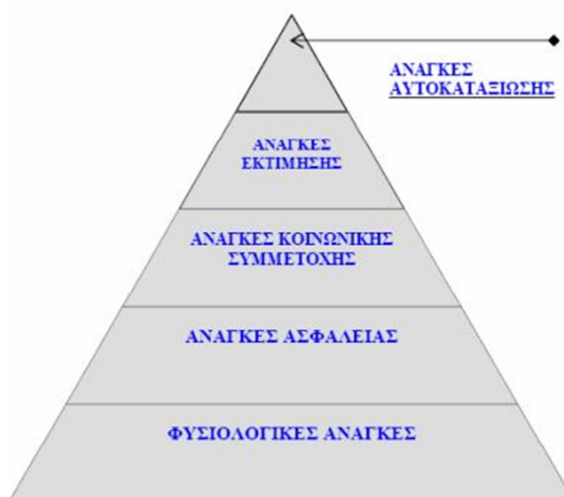 ΑΝΑΓΚΕΣ
ΑΥΤΟΚΑΤΑΞΙΩΣΗΣ
ΑΝΑΓΚΕΣ
ΕΚΤΙΜΗΣΗΣ
ΑΝΑΓΚΕΣ ΚΟΙΝΩΝΙΚΗΣ
ΣΥΜΜΕΤΟΧΗΣ
ΑΝΑΓΚΕΣ ΑΣΦΑΛΕΙΑΣ
ΦΥΣΙΟΛΟΓΙΚΕΣ ΑΝΑΓΚΕΣ